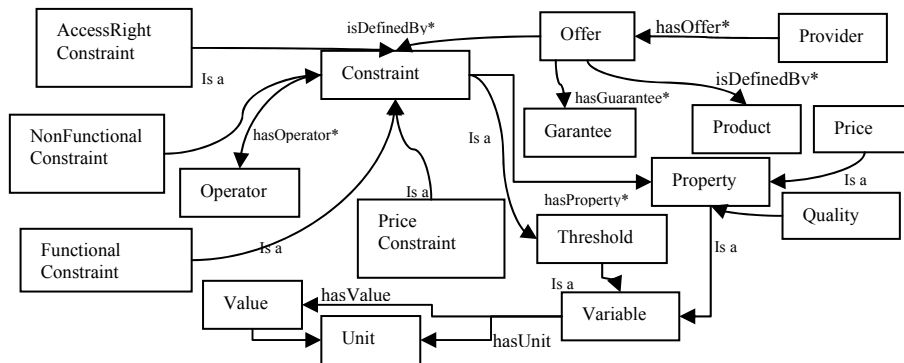 AccessRight
Constraint
isDefinedBy*
Offer
hasOffer*
Provider
Is a
Constraint
isDefinedBv*
hasGuarantee*
NonFunctional
Constraint
hasOperator*
Is a
Garantee
Product
Price
Operator
Is a
hasProperty*
Property
Is a
Functional
Constraint
Is a
Price
Constraint
Threshold
Quality
Is a
Is a
Value
hasValue
Variable
Unit
hasUnit